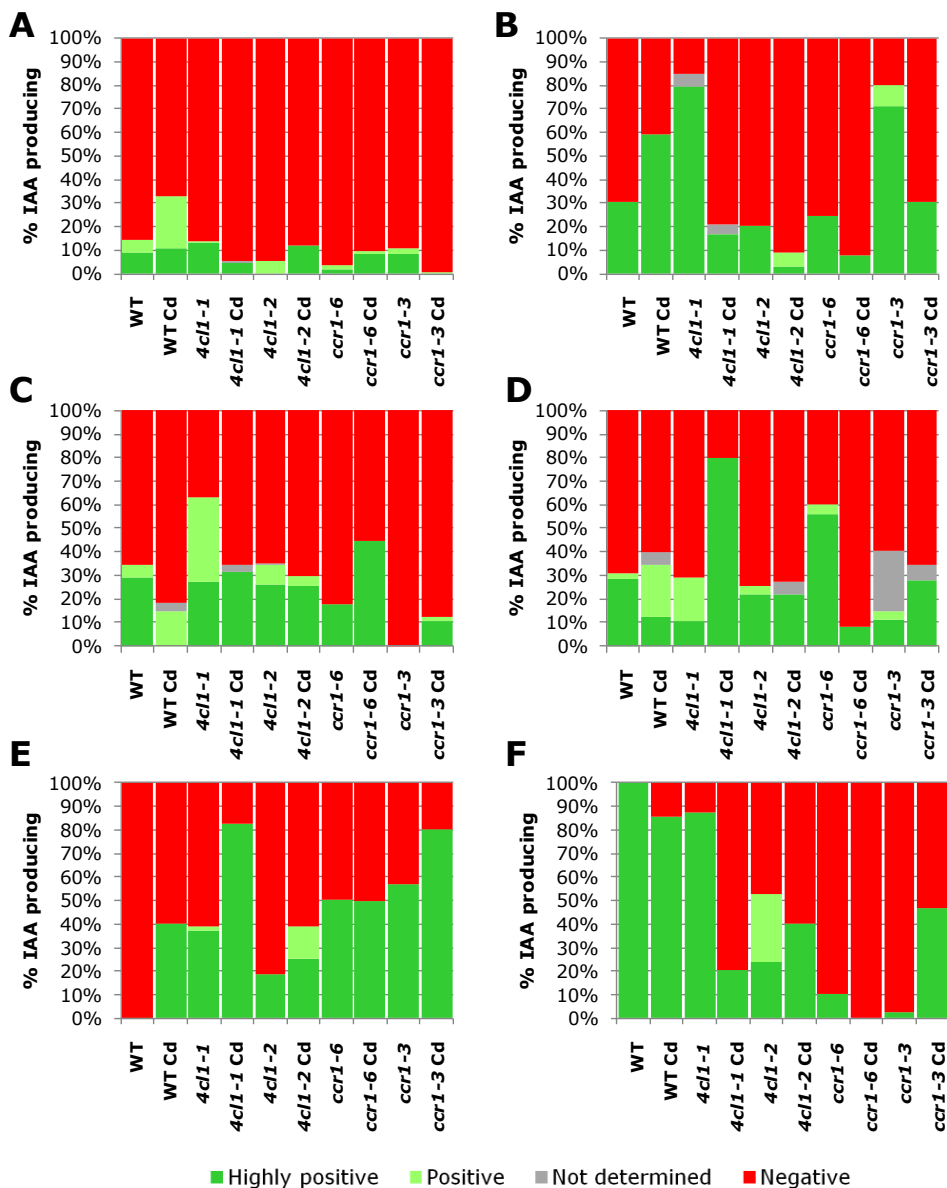 A
B
100%
90%
80%
70%
60%
50%
40%
30%
20%
10%
0%
% IAA producing
WT
WT Cd
4cl1-1
4cl1-1 Cd
4cl1-2
4cl1-2 Cd
ccr1-6
ccr1-6 Cd
ccr1-3
ccr1-3 Cd
100%
90%
80%
70%
60%
50%
40%
30%
20%
10%
0%
% IAA producing
WT
WT Cd
4cl1-1
4cl1-1 Cd
4cl1-2
4cl1-2 Cd
ccr1-6
ccr1-6 Cd
ccr1-3
ccr1-3 Cd
C
D
100%
90%
80%
70%
60%
50%
40%
30%
20%
10%
0%
% IAA producing
WT
WT Cd
4cl1-1
4cl1-1 Cd
4cl1-2
4cl1-2 Cd
ccr1-6
ccr1-6 Cd
ccr1-3
ccr1-3 Cd
100%
90%
80%
70%
60%
50%
40%
30%
20%
10%
0%
% IAA producing
WT
WT Cd
4cl1-1
4cl1-1 Cd
4cl1-2
4cl1-2 Cd
ccr1-6
ccr1-6 Cd
ccr1-3
ccr1-3 Cd
E
F
100%
90%
80%
70%
60%
50%
40%
30%
20%
10%
0%
% IAA producing
WT
WT Cd
4cl1-1
4cl1-1 Cd
4cl1-2
4cl1-2 Cd
ccr1-6
ccr1-6 Cd
ccr1-3
ccr1-3 Cd
100%
90%
80%
70%
60%
50%
40%
30%
20%
10%
0%
% IAA producing
WT
WT Cd
4cl1-1
4cl1-1 Cd
4cl1-2
4cl1-2 Cd
ccr1-6
ccr1-6 Cd
ccr1-3
ccr1-3 Cd
Highly positive Positive Not determined Negative